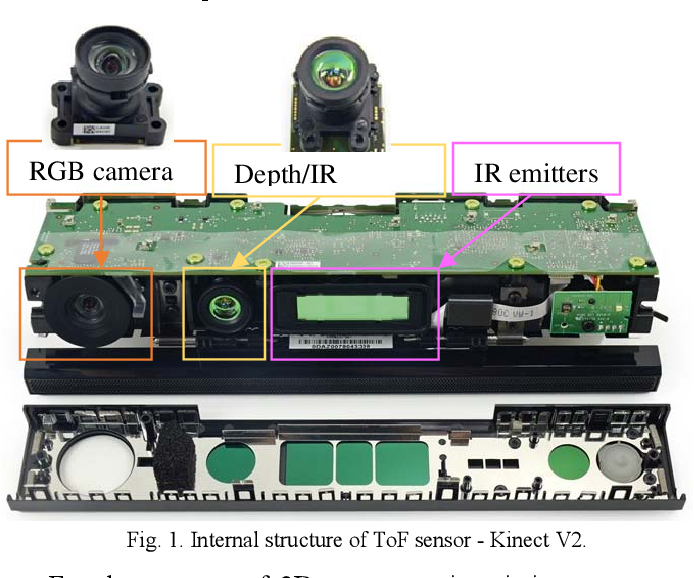 RGB camera
Depth/IR
IR emitters
Fig. 1. Internal structure of ToF sensor - Kinect V2.